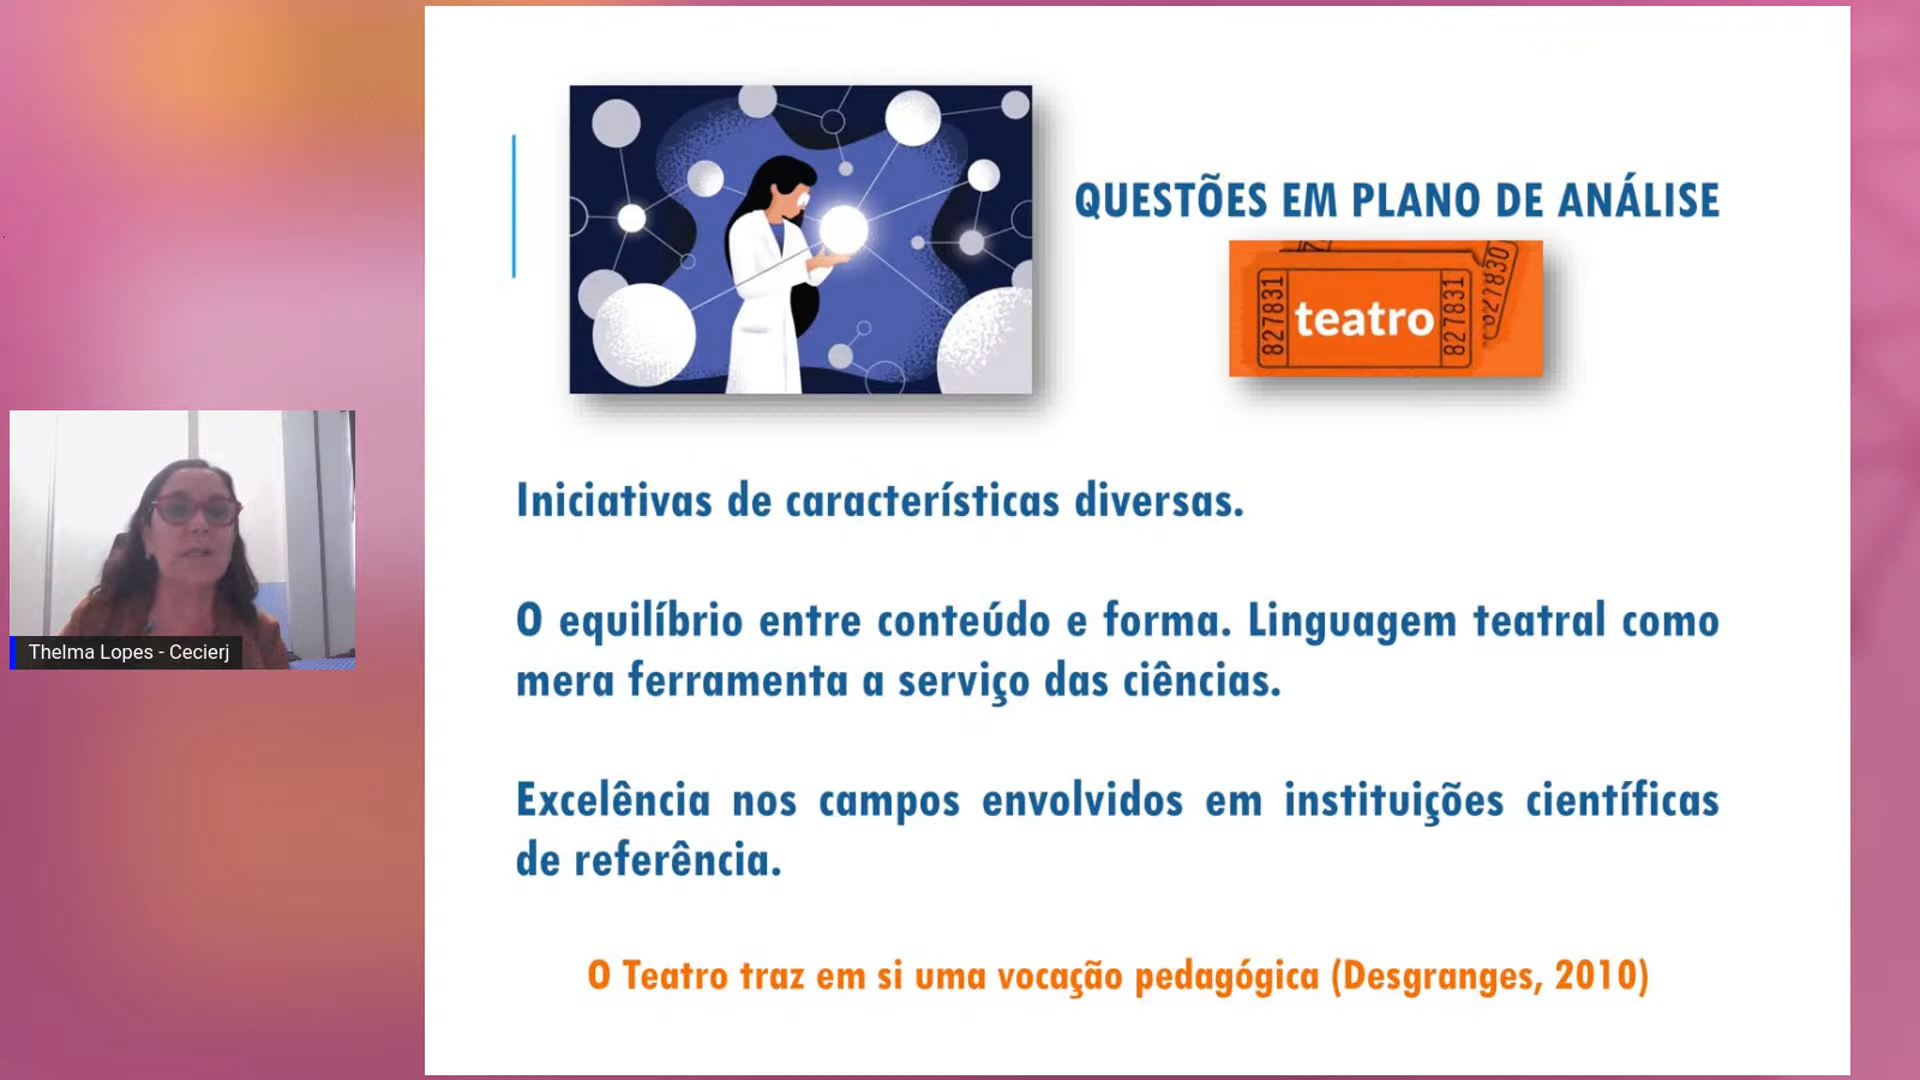 QUESTÕES EM PLANO DE ANÁLISE
827831
teatro
827831
827830
Iniciativas de características diversas.
O equilíbrio entre conteúdo e forma. Linguagem teatral como
mera ferramenta a serviço das ciências.
Excelência nos campos envolvidos em instituições científicas
de referência.
O Teatro traz em si uma vocação pedagógica (Desgranges, 2010)
Thelma Lopes - Cecierj